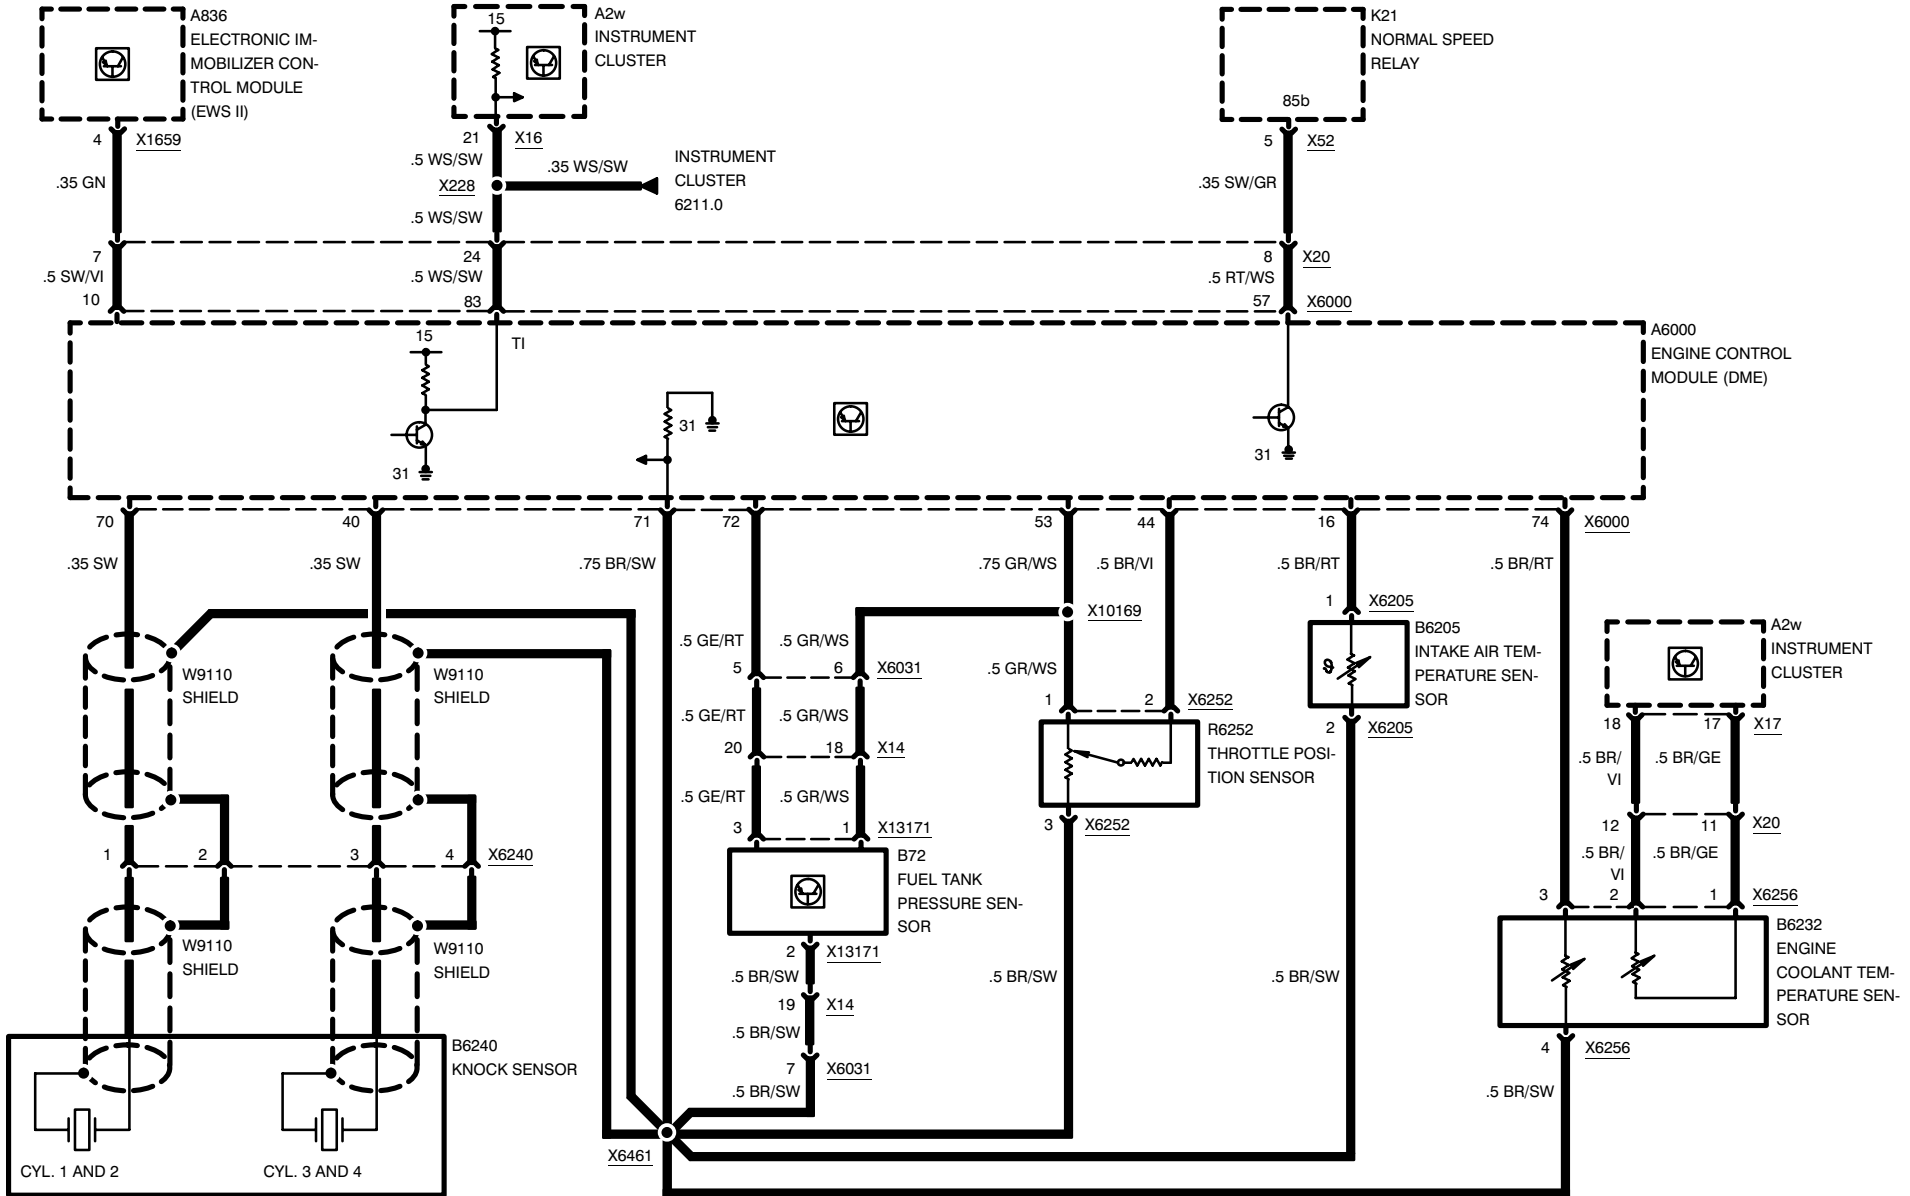 A836
ELECTRONIC IM-
MOBILIZER CON-
TROL MODULE
(EWS II)
15
A2w
INSTRUMENT
CLUSTER
K21
NORMAL SPEED
RELAY
85b
4
X1659
21
X16
5
X52
.35 GN
.5 WS/SW
.35 WS/SW
X228
INSTRUMENT
CLUSTER
6211.0
.5 WS/SW
.35 SW/GR
7
24
8
X20
.5 SW/VI
.5 WS/SW
.5 RT/WS
10
83
57
X6000
15
TI
A6000
ENGINE CONTROL
MODULE (DME)
31
31
31
70
40
71
72
53
44
16
74
X6000
.35 SW
.35 SW
.75 BR/SW
.75 GR/WS
.5 BR/VI
.5 BR/RT
.5 BR/RT
X10169
1
X6205
W9110
SHIELD
W9110
SHIELD
.5 GE/RT
.5 GR/WS
5
6
X6031
.5 GR/WS
B6205
INTAKE AIR TEM-
PERATURE SEN-
SOR
A2w
INSTRUMENT
CLUSTER
1
2
X6252
2
X6205
.5 GE/RT
.5 GR/WS
20
18
X14
R6252
THROTTLE POSI-
TION SENSOR
18
17
X17
.5 BR/
VI
.5 BR/GE
.5 GE/RT
.5 GR/WS
3
1
X13171
3
X6252
12
11
X20
.5 BR/
VI
.5 BR/GE
1
2
3
4
X6240
B72
FUEL TANK
PRESSURE SEN-
SOR
3
2
1
X6256
B6232
ENGINE
COOLANT TEM-
PERATURE SEN-
SOR
W9110
SHIELD
W9110
SHIELD
2
X13171
.5 BR/SW
.5 BR/SW
.5 BR/SW
19
X14
.5 BR/SW
7
X6031
.5 BR/SW
4
X6256
.5 BR/SW
B6240
KNOCK SENSOR
X6461
CYL. 1 AND 2
CYL. 3 AND 4